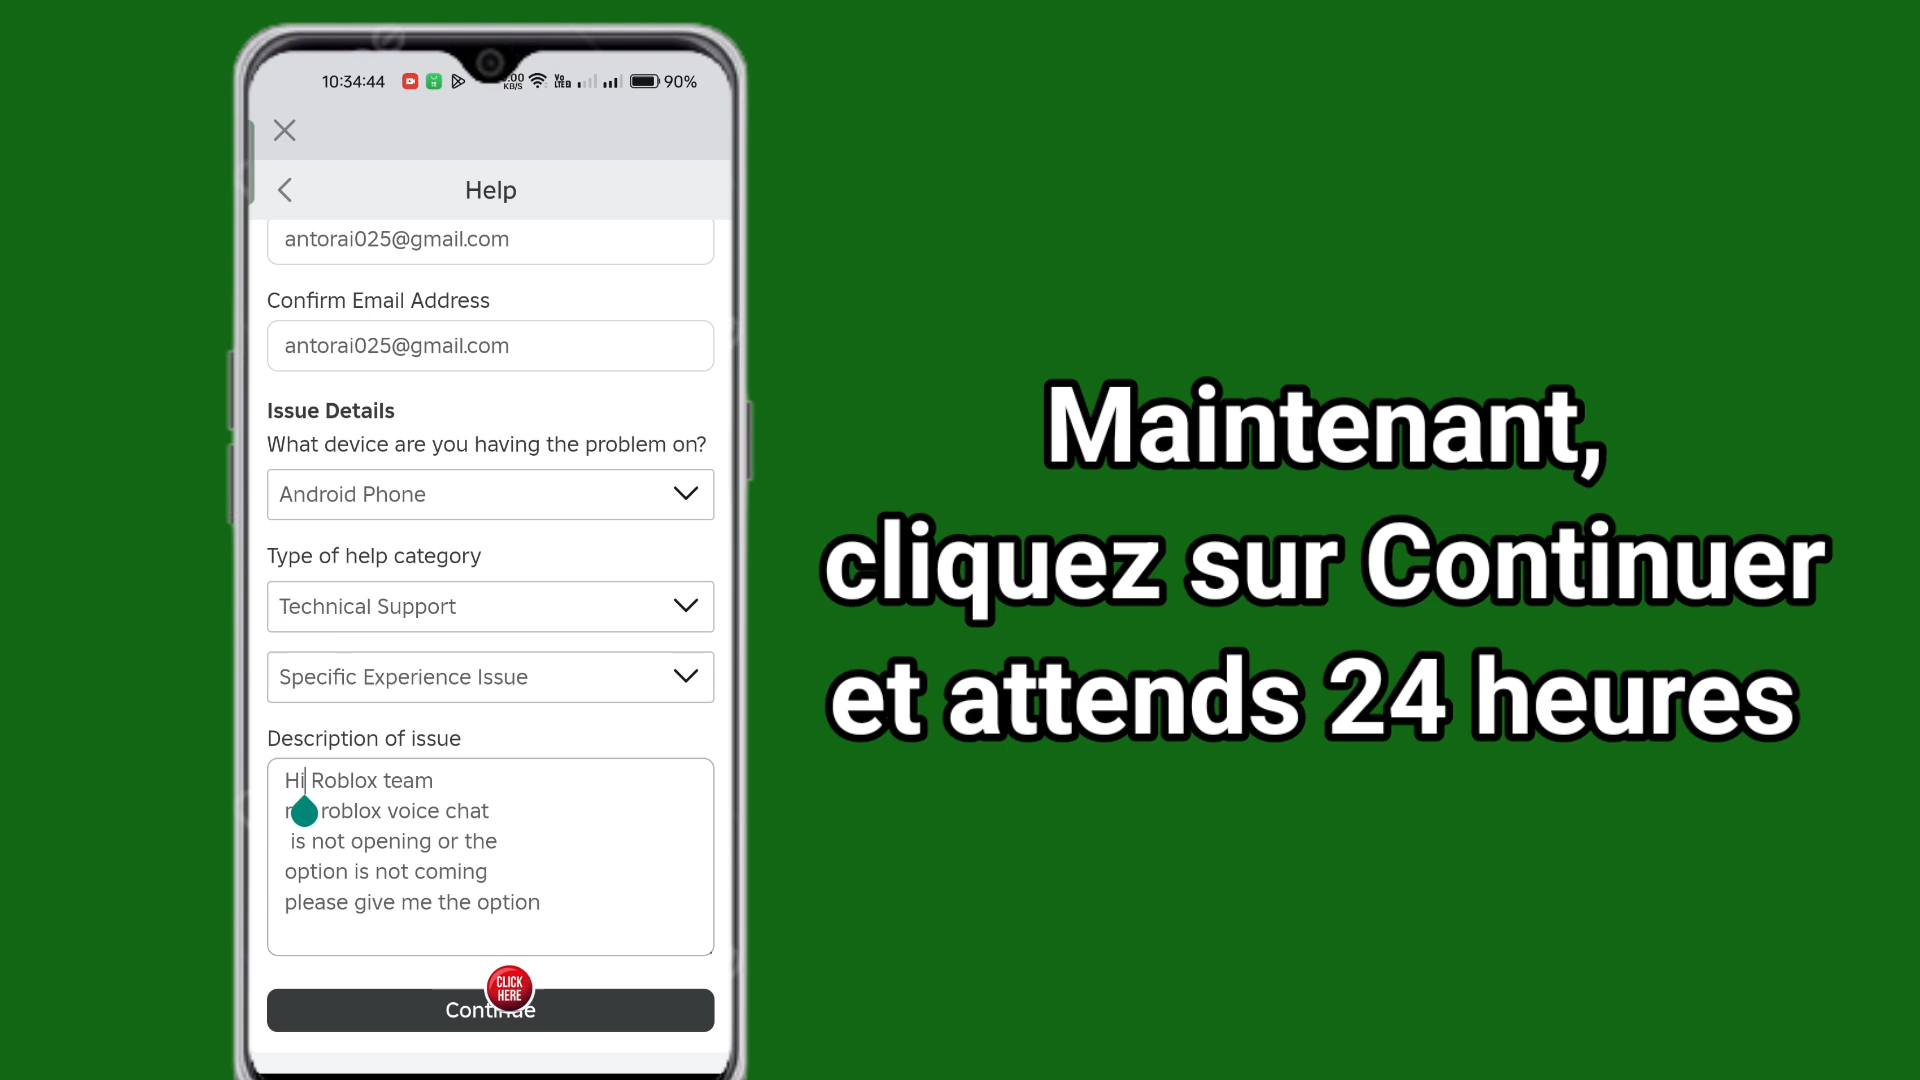 10:34:44
KB/S
90%
Help
antorai025@gmail.com
Confirm Email Address
antorai025@gmail.com
Issue Details
What device are you having the problem on?
Android Phone
Type of help category
Technical Support
Specific Experience Issue
Description of issue
Hi Roblox team
roblox voice chat
is not opening or the
option is not coming
please give me the option
CLICK
HERE
Continue
Maintenant,
cliquez sur Continuer
et attends 24 heures